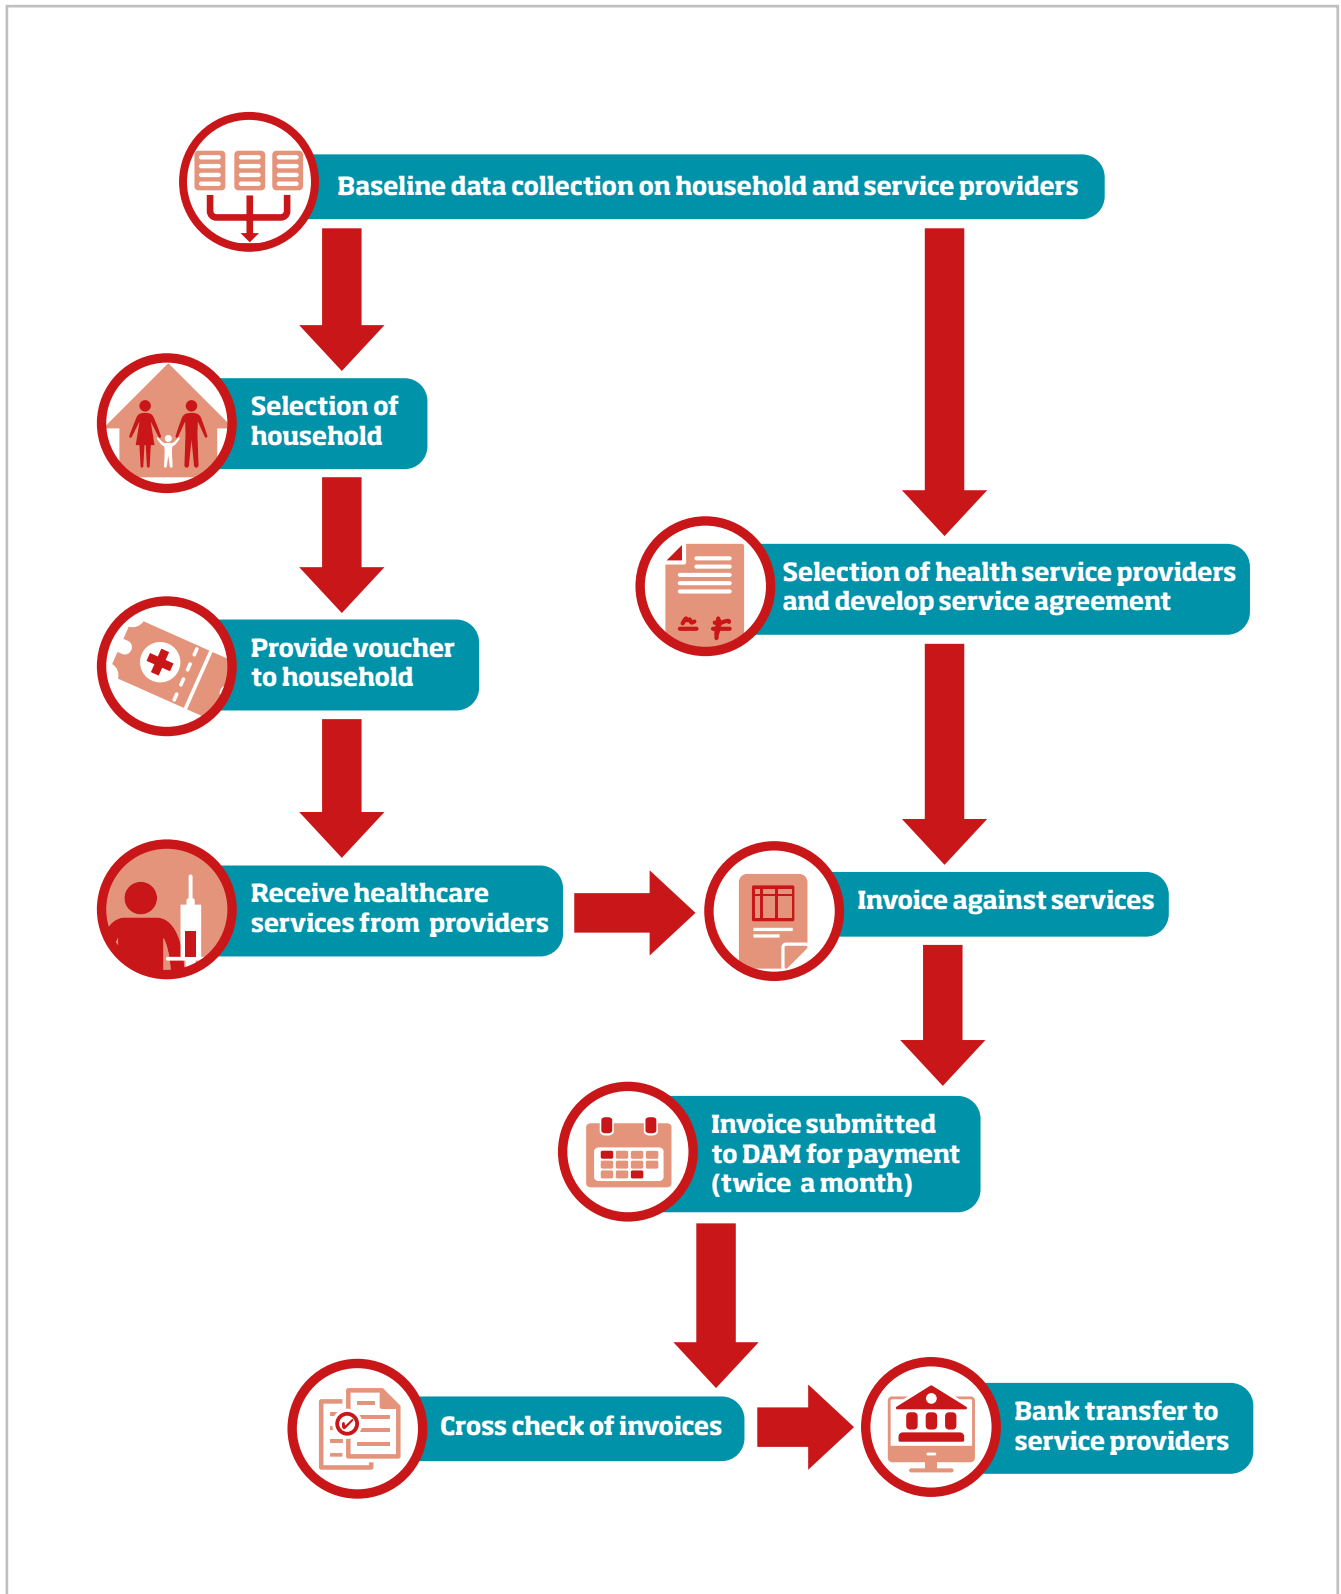 Baseline data collection on household and service providers
Selection of
household
Selection of health service providers
and develop service agreement
Provide voucher
to household
Receive healthcare
services from providers
Invoice against services
Invoice submitted
to DAM for payment
(twice a month)
Cross check of invoices
Bank transfer to
service providers